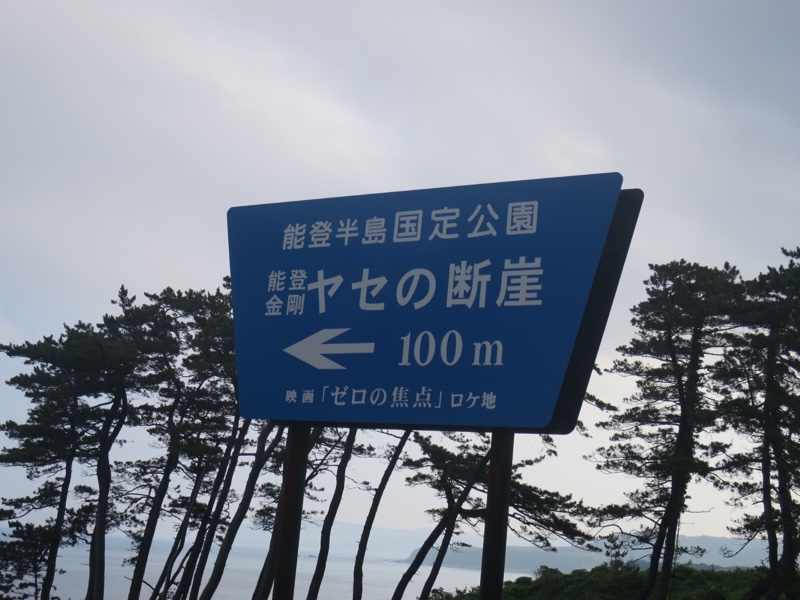 能登半島国定公園
能登金剛 ヤセの断崖
← 100m
映画「ゼロの焦点」ロケ地